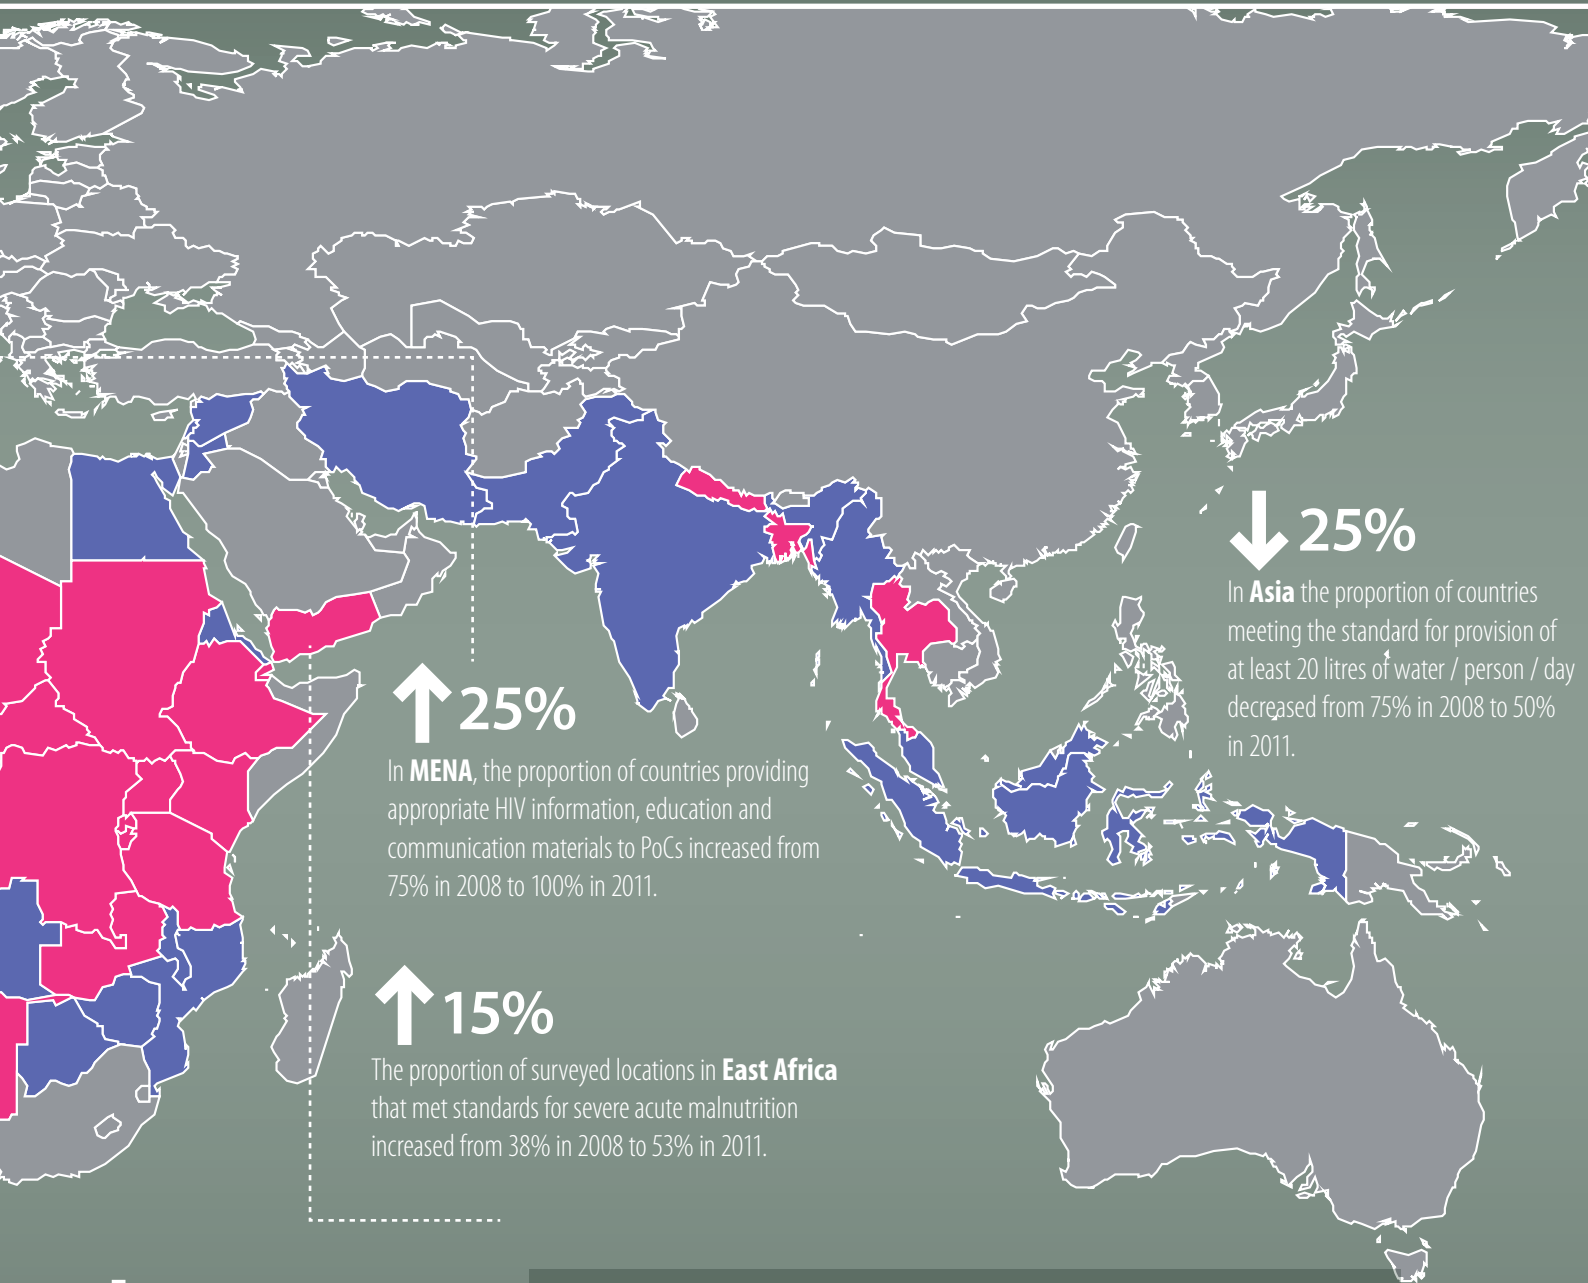 25%
In Asia the proportion of countries
meeting the standard for provision of
at least 20 litres of water / person / day
decreased from 75% in 2008 to 50%
in 2011.
25%
In MENA, the proportion of countries providing
appropriate HIV information, education and
communication materials to PoCs increased from
75% in 2008 to 100% in 2011.
15%
The proportion of surveyed locations in East Africa
that met standards for severe acute malnutrition
increased from 38% in 2008 to 53% in 2011.